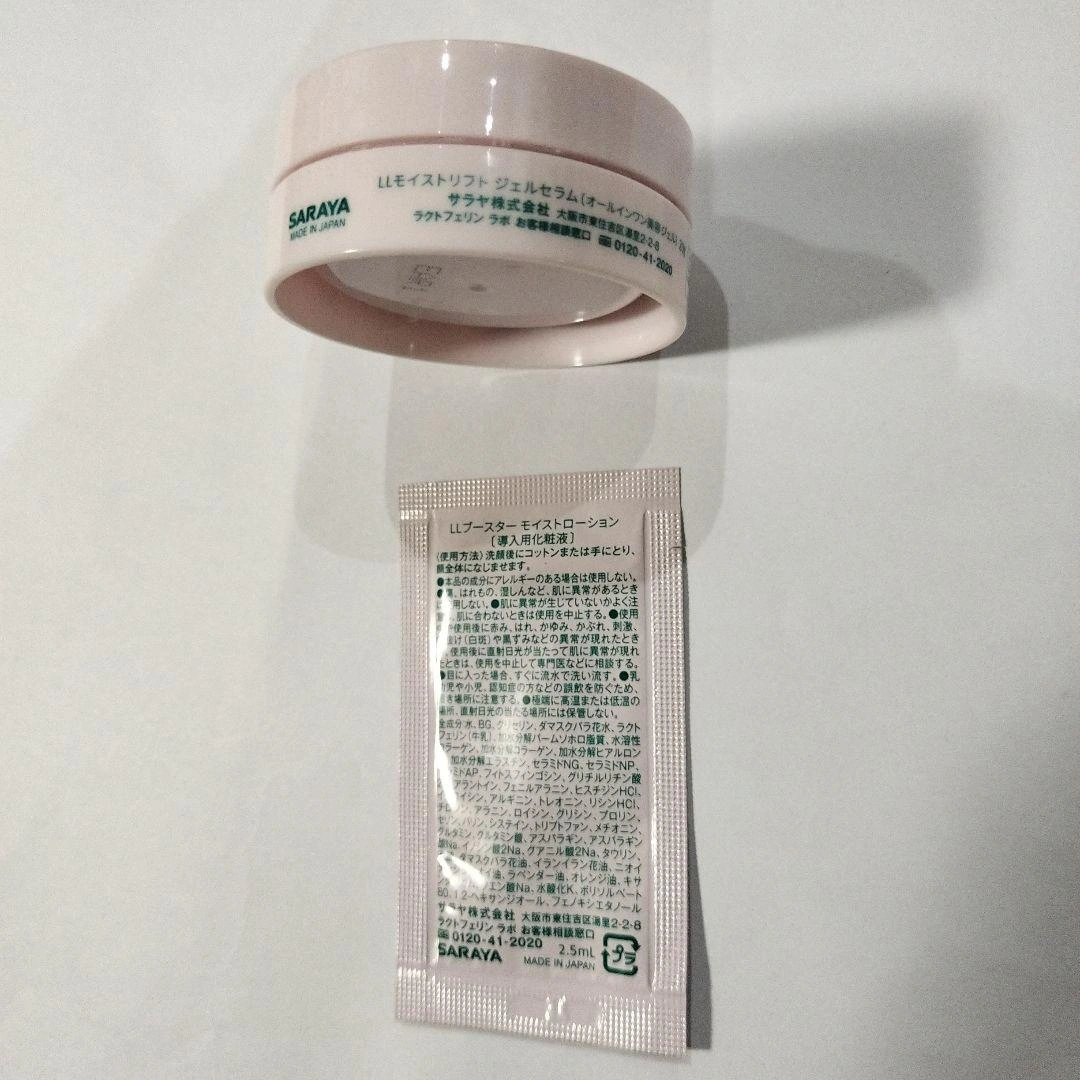 LLモイストリフト ジェルセラム〔オールインワン美容ジェル〕
SARAYA
MADE IN JAPAN
サラヤ株式会社 大阪市東住吉区湯里2-2-8
ラクトフェリン ラボ お客様相談窓口 0120-41-2020
LLブースター モイストローション
〔導入用化粧液〕
〈使用方法〉洗顔後にコットンまたは手にとり、
顔全体になじませます。
●本品の成分にアレルギーのある場合は使用しない。
はれもの、湿しんなど、肌に異常があるとき
使用しない。●肌に異常が生じていないかよく注
肌に合わないときは使用を中止する。●使用
や使用後に赤み、はれ、かゆみ、かぶれ、刺激、
抜け(白斑)や黒ずみなどの異常が現れたとき
使用後に直射日光が当たって肌に異常が現れ
たときは、使用を中止して専門医などに相談する。
●目に入った場合、すぐに流水で洗い流す。●乳
幼児や小児、認知症の方などの誤飲を防ぐため、
置き場所に注意する。●極端に高温または低温の
場所、直射日光の当たる場所には保管しない。
全成分:水、BG、グリセリン、ダマスクバラ花水、ラクト
フェリン(牛乳)、加水分解バームソホロ脂質、水溶性
コラーゲン、加水分解コラーゲン、加水分解ヒアルロン
加水分解エラスチン、セラミドNG、セラミドNP、
セラミドAP、フィトスフィンゴシン、グリチルリチン酸
アラントイン、フェニルアラニン、ヒスチジンHCl、
イシン、アルギニン、トレオニン、リシンHCl、
チロシン、アラニン、ロイシン、グリシン、プロリン、
セリン、バリン、システイン、トリプトファン、メチオニン、
グルタミン、グルタミン酸、アスパラギン、アスパラギン
酸Na、イノシン酸2Na、グアニル酸2Na、タウリン、
ダマスクバラ花油、イランイラン花油、ニオイ
油、ラベンダー油、オレンジ油、キサ
エン酸Na、水酸化K、ポリソルベート
80、1,2-ヘキサンジオール、フェノキシエタノール
サラヤ株式会社 大阪市東住吉区湯里2-2-8
ラクトフェリン ラボ お客様相談窓口
0120-41-2020 2.5mL
SARAYA MADE IN JAPAN プラ